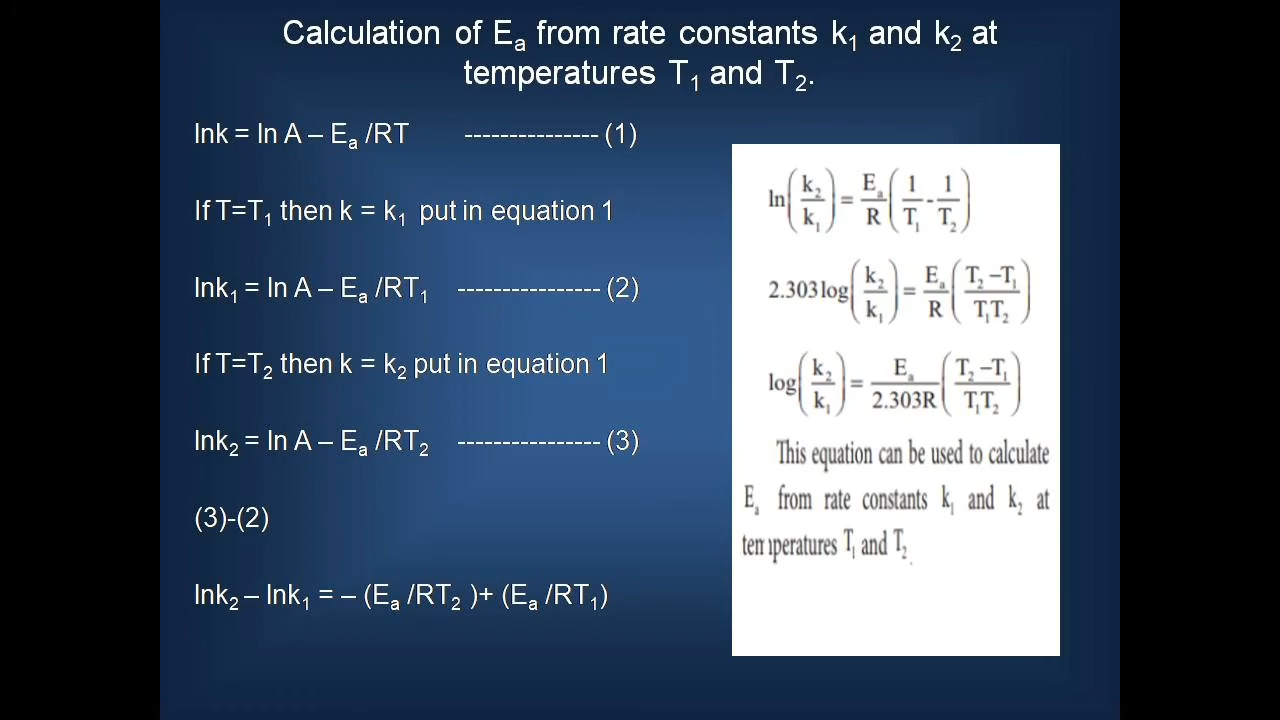 Calculation of Eₐ from rate constants k₁ and k₂ at
temperatures T₁ and T₂.
lnk = ln A – Eₐ /RT --------------- (1)
If T=T₁ then k = k₁ put in equation 1
lnk₁ = ln A – Eₐ /RT₁ ---------------- (2)
If T=T₂ then k = k₂ put in equation 1
lnk₂ = ln A – Eₐ /RT₂ ---------------- (3)
(3)-(2)
lnk₂ – lnk₁ = – (Eₐ /RT₂ )+ (Eₐ /RT₁)
ln(k₂/k₁) = Eₐ/R (1/T₁ - 1/T₂)
2.303log(k₂/k₁) = Eₐ/R (T₂ –T₁/T₁T₂)
log(k₂/k₁) = Eₐ/2.303R (T₂ –T₁/T₁T₂)
This equation can be used to calculate
Eₐ from rate constants k₁ and k₂ at
temperatures T₁ and T₂.